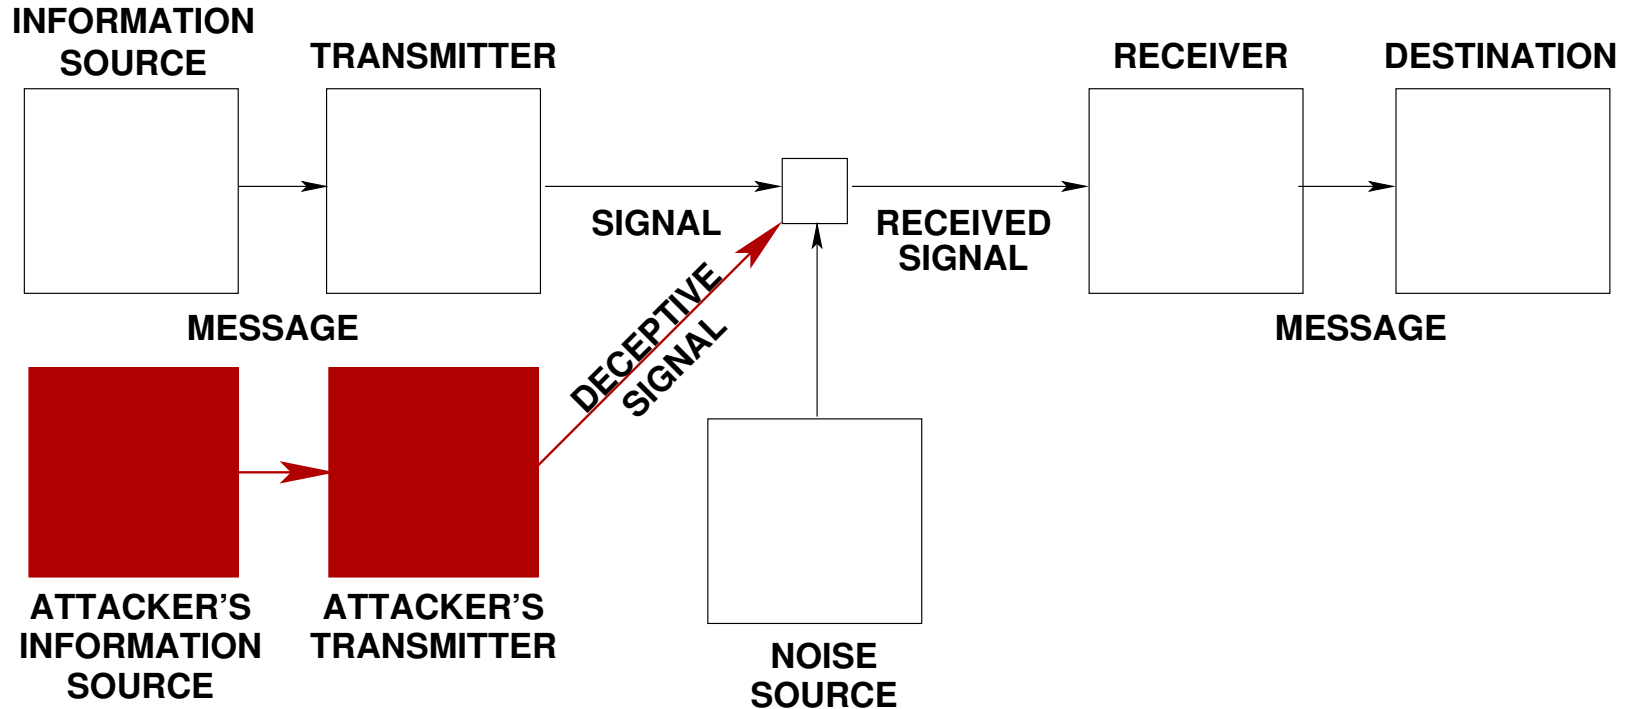 INFORMATION
SOURCE
TRANSMITTER
RECEIVER
DESTINATION
SIGNAL
RECEIVED
SIGNAL
MESSAGE
MESSAGE
DECEPTIVE
SIGNAL
ATTACKER'S
INFORMATION
SOURCE
ATTACKER'S
TRANSMITTER
NOISE
SOURCE